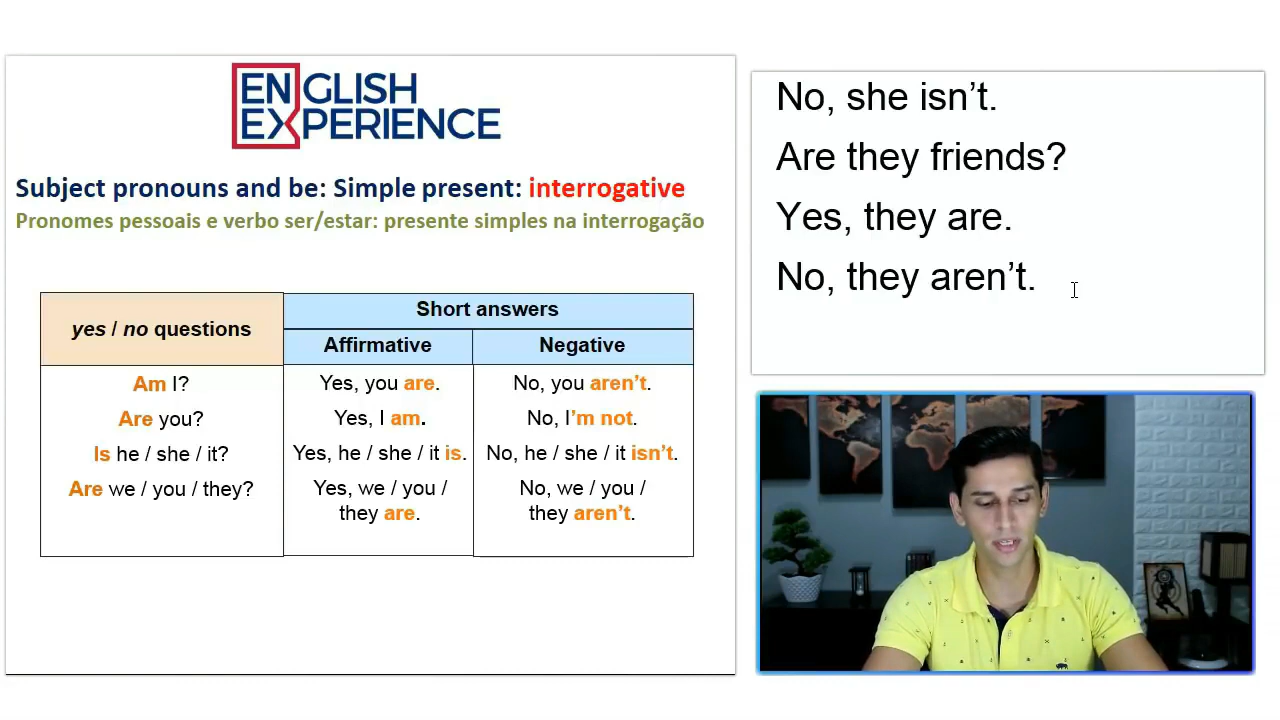 ENGLISH
EXPERIENCE
Subject pronouns and be: Simple present: interrogative
Pronomes pessoais e verbo ser/estar: presente simples na interrogação
yes / no questions
Short answers
Affirmative
Negative
Am I?
Yes, you are.
No, you aren’t.
Are you?
Yes, I am.
No, I’m not.
Is he / she / it?
Yes, he / she / it is.
No, he / she / it isn’t.
Are we / you / they?
Yes, we / you /
they are.
No, we / you /
they aren’t.
No, she isn’t.
Are they friends?
Yes, they are.
No, they aren’t.